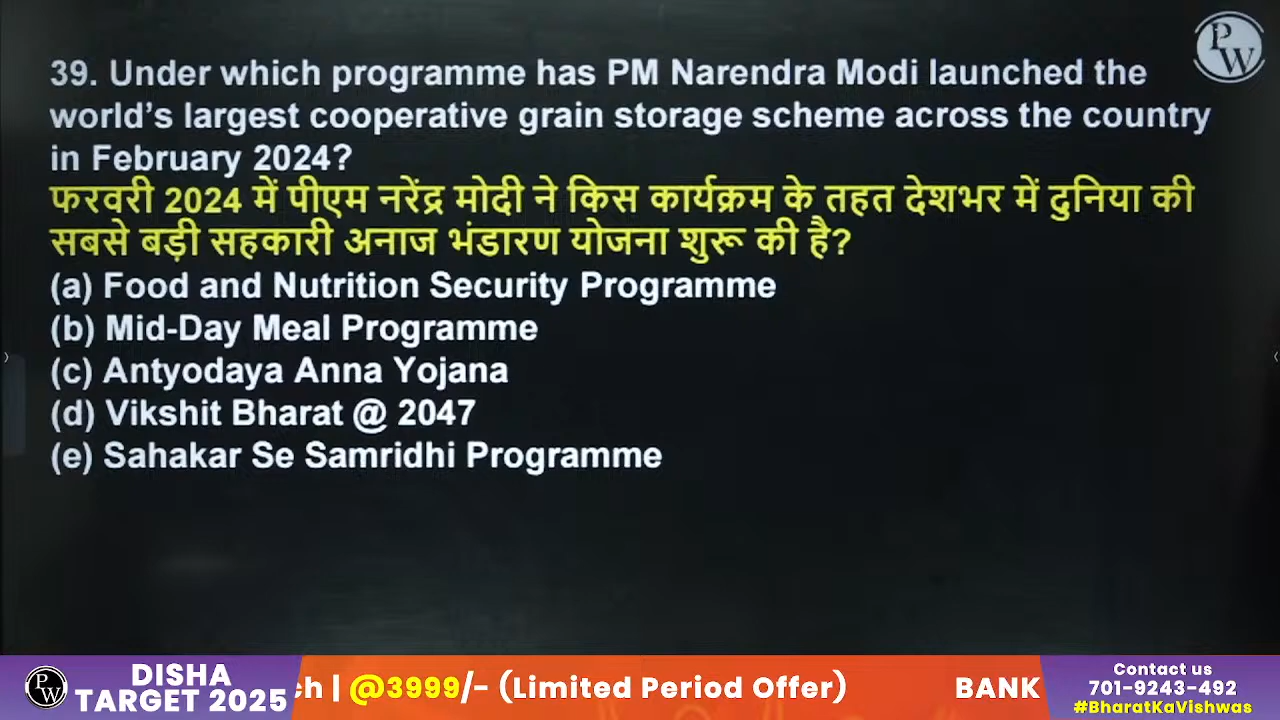 PW
39. Under which programme has PM Narendra Modi launched the
world's largest cooperative grain storage scheme across the country
in February 2024?
फरवरी 2024 में पीएम नरेंद्र मोदी ने किस कार्यक्रम के तहत देशभर में दुनिया की
सबसे बड़ी सहकारी अनाज भंडारण योजना शुरू की है?
(a) Food and Nutrition Security Programme
(b) Mid-Day Meal Programme
(c) Antyodaya Anna Yojana
(d) Vikshit Bharat @ 2047
(e) Sahakar Se Samridhi Programme
PW
DISHA
TARGET 2025
ch | @3999/- (Limited Period Offer)
BANK
Contact us
701-9243-492
#BharatKaVishwas